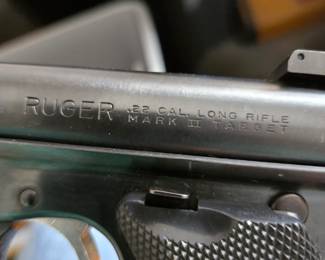 RUGER .22 CAL. LONG RIFLE
MARK II TARGET